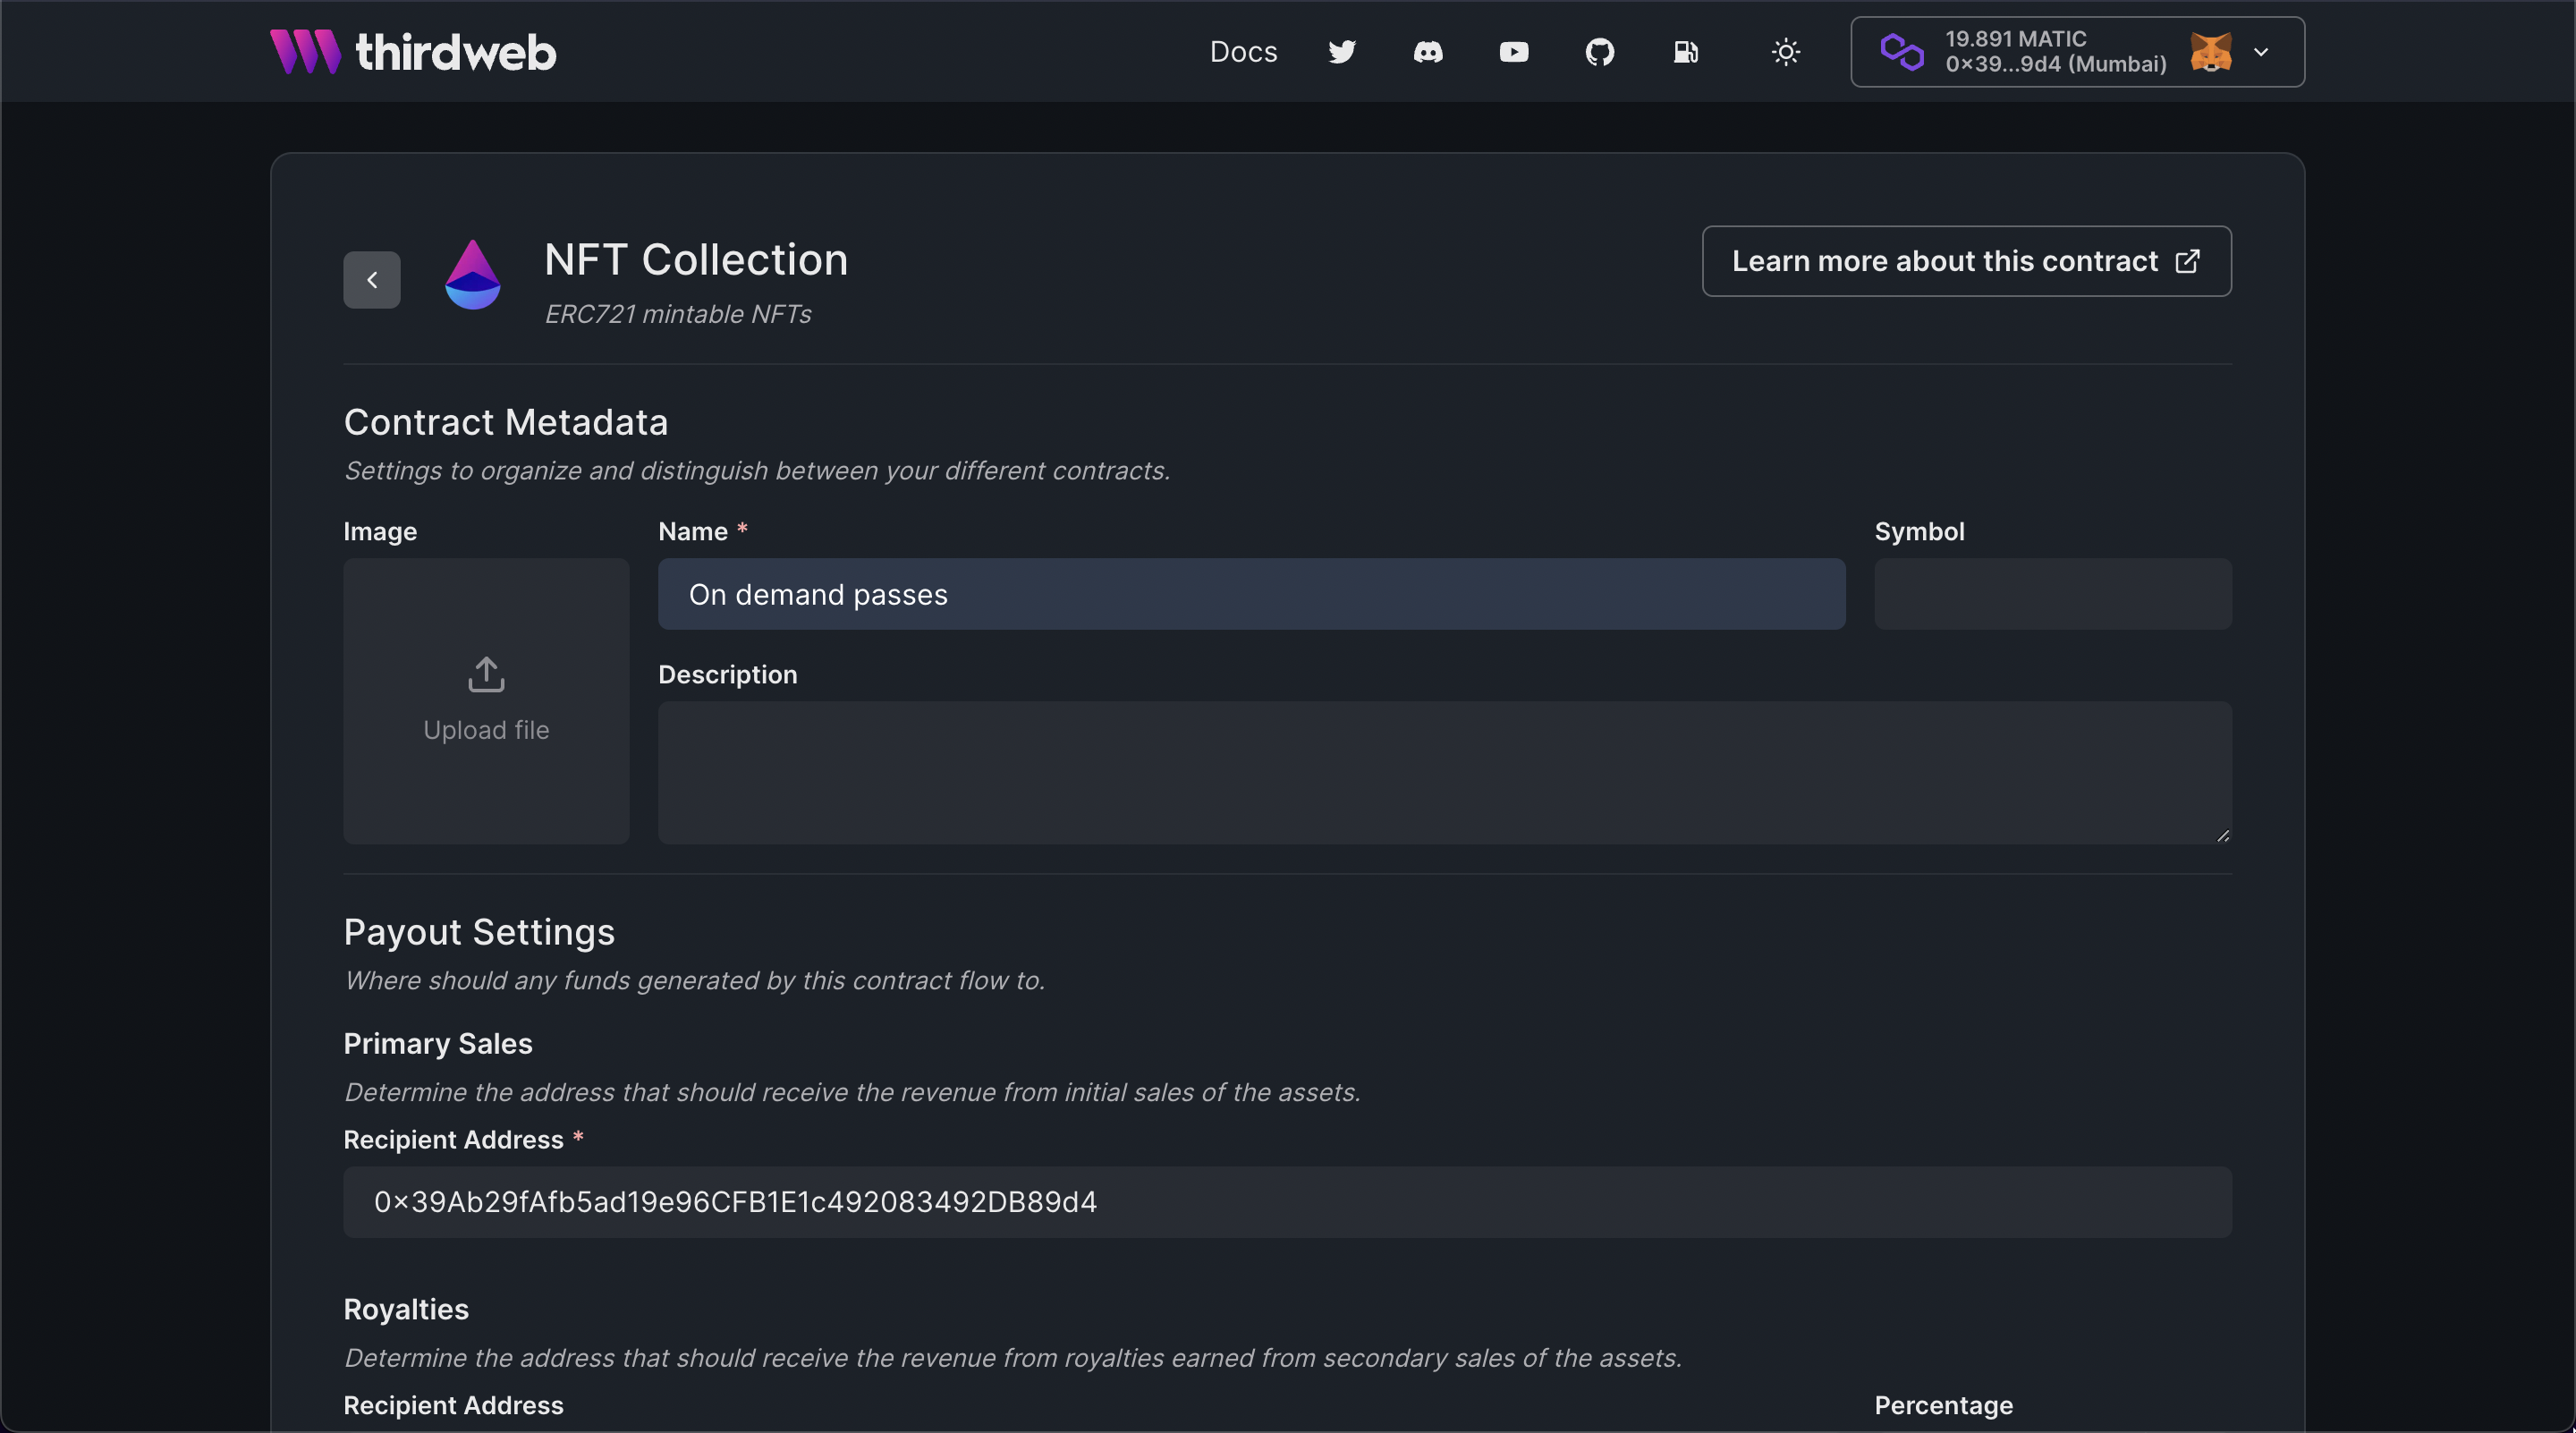 thirdweb
Docs
19.891 MATIC
0x39...9d4 (Mumbai)
NFT Collection
ERC721 mintable NFTs
Learn more about this contract
Contract Metadata
Settings to organize and distinguish between your different contracts.
Image
Name *
Symbol
On demand passes
Upload file
Description
Payout Settings
Where should any funds generated by this contract flow to.
Primary Sales
Determine the address that should receive the revenue from initial sales of the assets.
Recipient Address *
0x39Ab29fAfb5ad19e96CFB1E1c492083492DB89d4
Royalties
Determine the address that should receive the revenue from royalties earned from secondary sales of the assets.
Recipient Address
Percentage